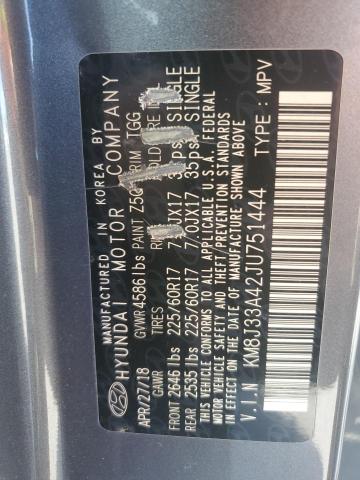 MANUFACTURED IN KOREA BY
HYUNDAI MOTOR COMPANY
APR/27/18 GVWR 4586lbs PAINT Z5G TRIM TGG
GAWR TIRES
FRONT 2646 lbs 225/60R17 7.0JX17 35psi SINGLE
REAR 2535 lbs 225/60R17 7.0JX17 35psi SINGLE
THIS VEHICLE CONFORMS TO ALL APPLICABLE U.S.A. FEDERAL
MOTOR VEHICLE SAFETY AND THEFT PREVENTION
STANDARDS IN EFFECT ON THE DATE OF MANUFACTURE SHOWN ABOVE
V.I.N : KM8J33A42JU751444 TYPE : MPV